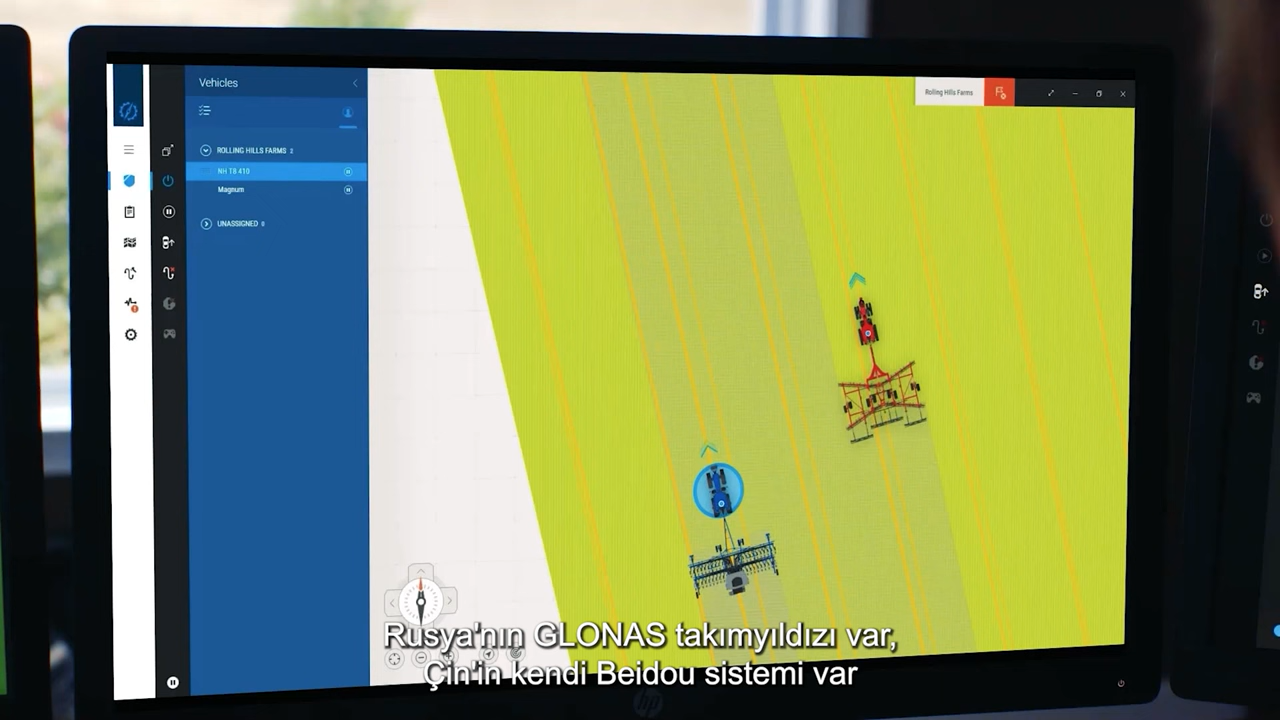 Vehicles
Rolling Hills Farms
ROLLING HILLS FARMS 2
NH T8 410
Magnum
UNASSIGNED 0
Rusya'nın GLONAS takımyıldızı var,
Çin'in kendi Beidou sistemi var
hp